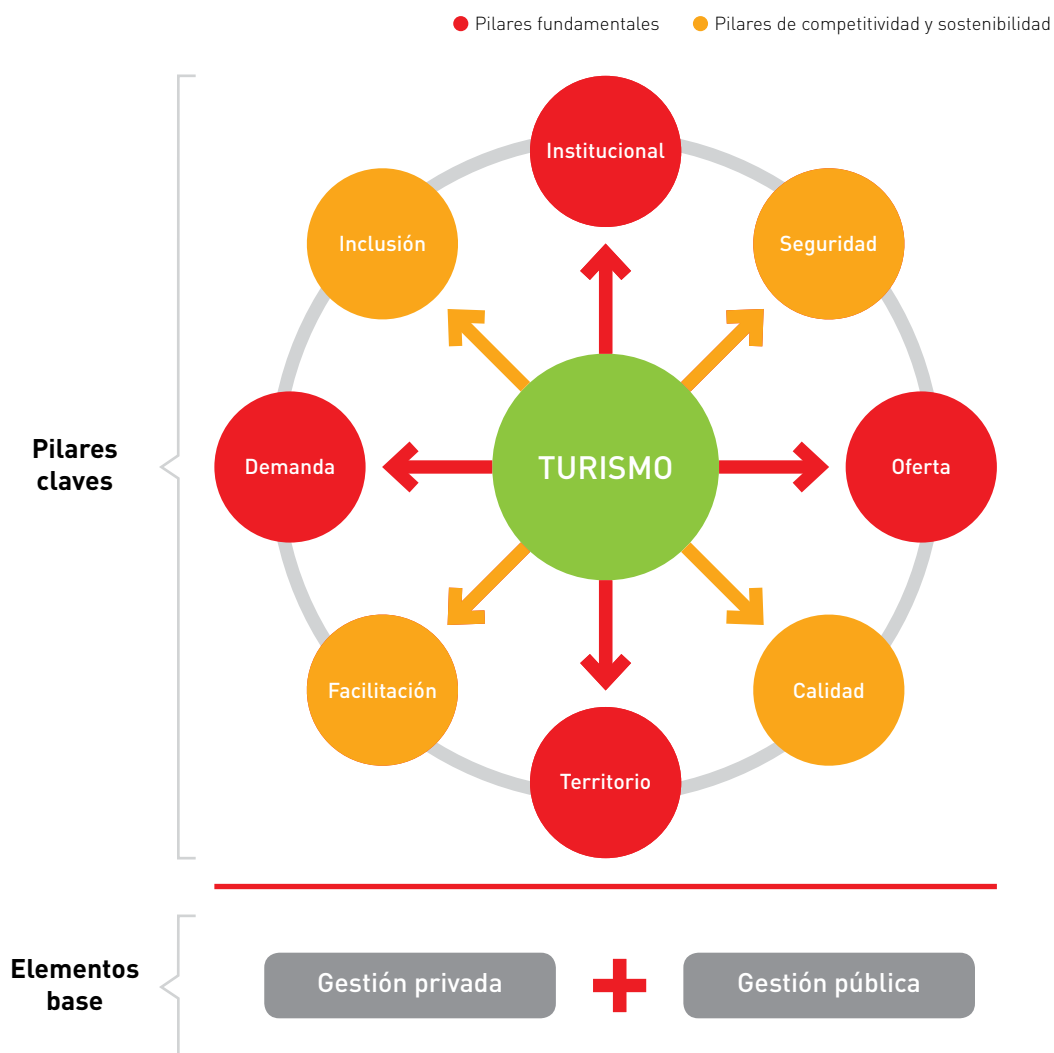 Pilares fundamentales
Pilares de competitividad y sostenibilidad
Institucional
Inclusión
Seguridad
Pilares
claves
Demanda
TURISMO
Oferta
Facilitación
Calidad
Territorio
Elementos
base
Gestión privada
Gestión pública